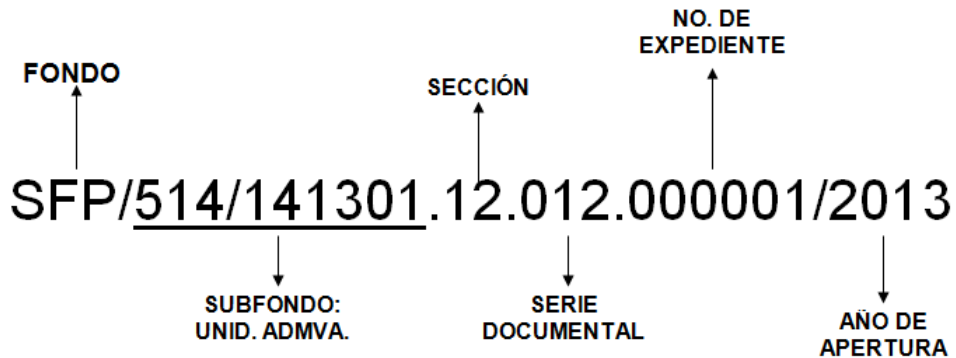 NO. DE
EXPEDIENTE
FONDO
SECCIÓN
SFP/514/141301.12.012.000001/2013
SUBFONDO:
UNID. ADMVA.
SERIE
DOCUMENTAL
AÑO DE
APERTURA